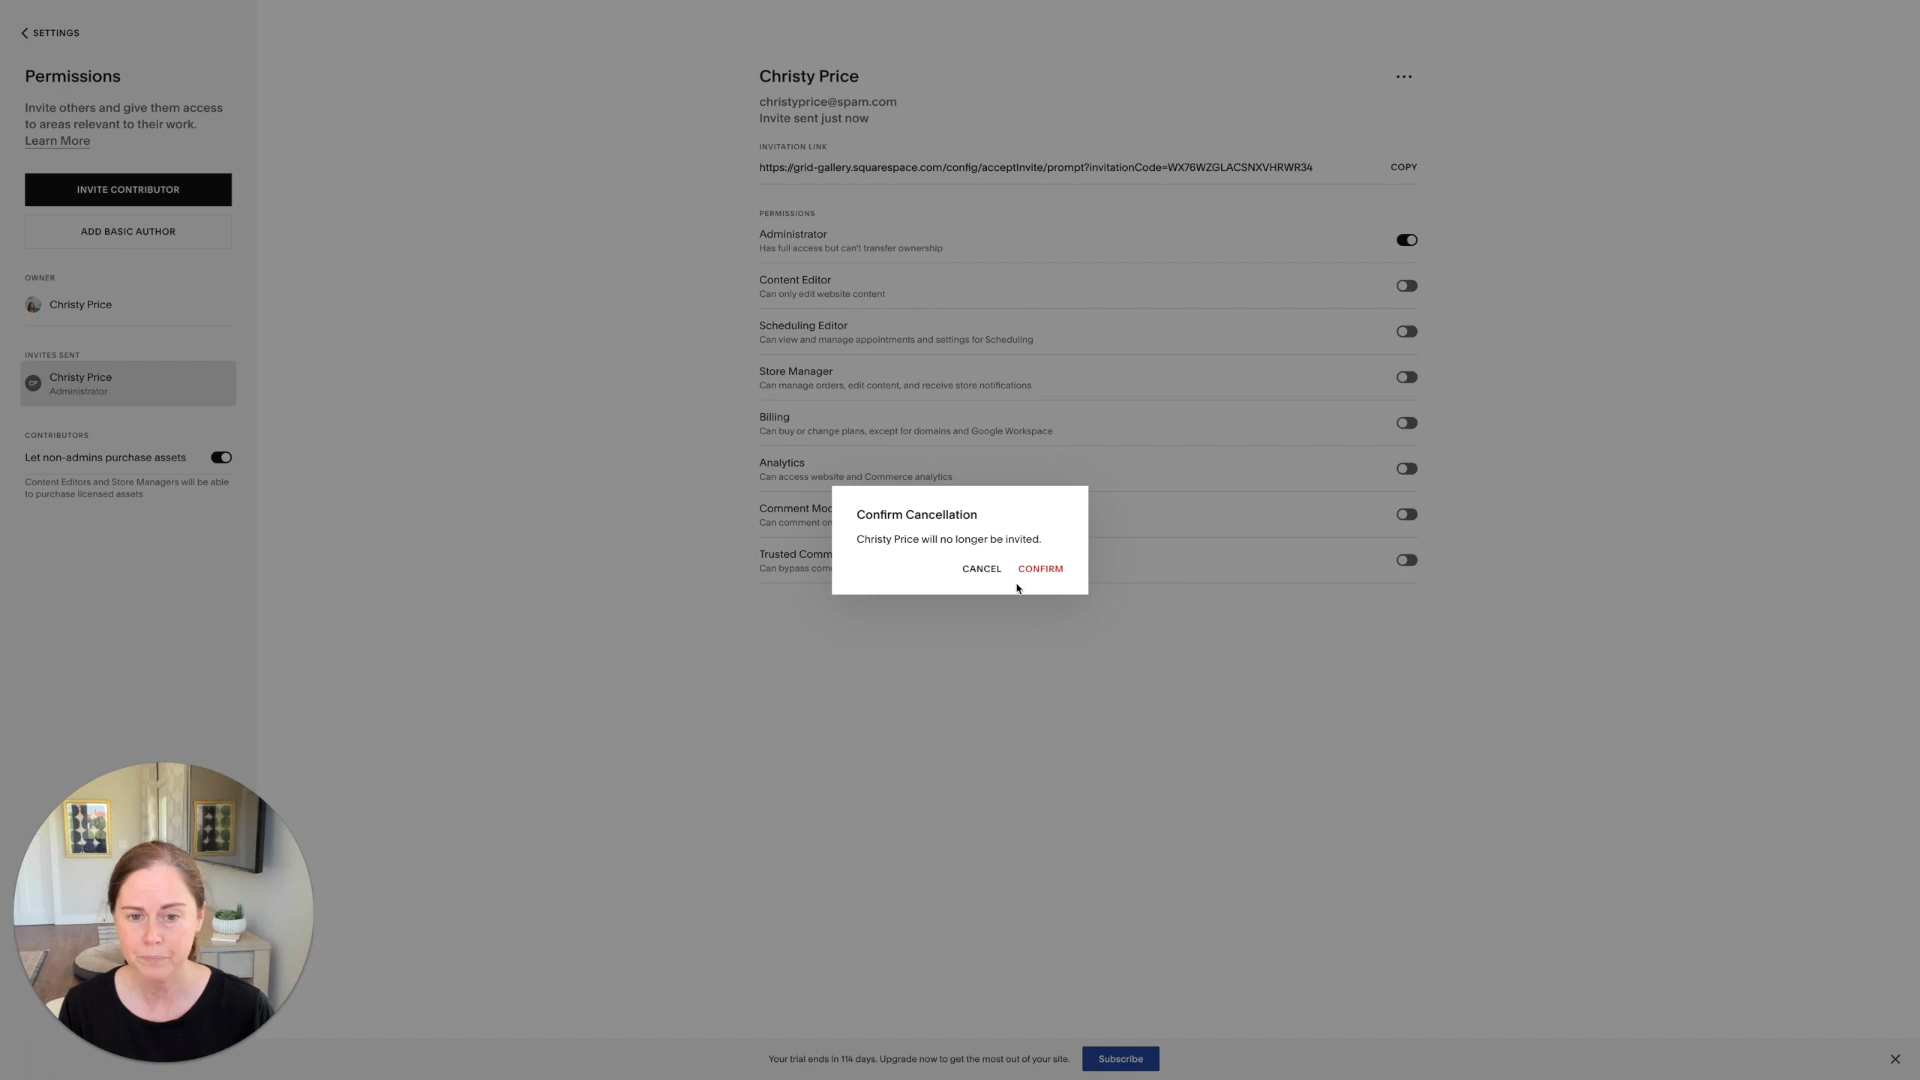 SETTINGS
Permissions
Invite others and give them access
to areas relevant to their work.
Learn More
INVITE CONTRIBUTOR
ADD BASIC AUTHOR
OWNER
Christy Price
INVITES SENT
CP
Christy Price
Administrator
CONTRIBUTORS
Let non-admins purchase assets
Content Editors and Store Managers will be able
to purchase licensed assets
Christy Price
christyprice@spam.com
Invite sent just now
INVITATION LINK
https://grid-gallery.squarespace.com/config/acceptInvite/prompt?invitationCode=WX76WZGLACSNXVHRWR34 COPY
PERMISSIONS
Administrator
Has full access but can't transfer ownership
Content Editor
Can only edit website content
Scheduling Editor
Can view and manage appointments and settings for Scheduling
Store Manager
Can manage orders, edit content, and receive store notifications
Billing
Can buy or change plans, except for domains and Google Workspace
Analytics
Can access website and Commerce analytics
Comment Mo
Can comment o
Trusted Comm
Can bypass com
Confirm Cancellation
Christy Price will no longer be invited.
CANCEL CONFIRM
Your trial ends in 114 days. Upgrade now to get the most out of your site. Subscribe